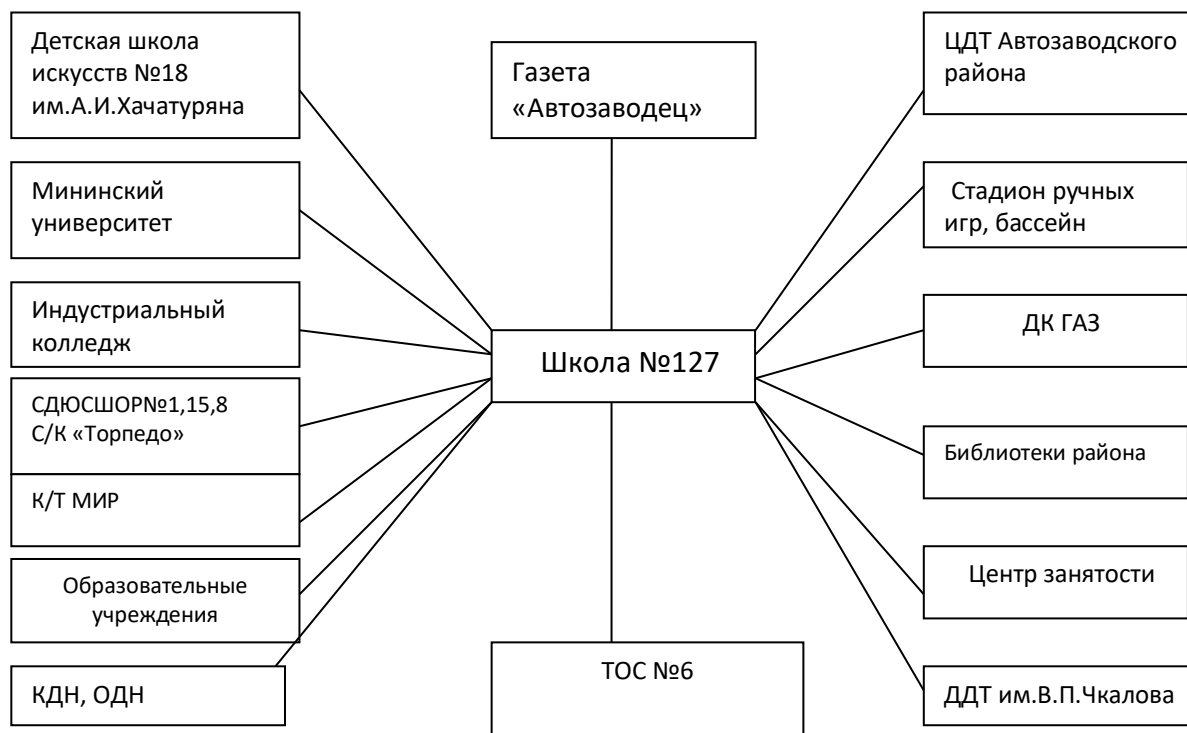 Детская школа
искусств №18
им.А.И.Хачатуряна
Газета
«Автозаводец»
ЦДТ Автозаводского
района
Мининский
университет
Стадион ручных
игр, бассейн
Индустриальный
колледж
Школа №127
ДК ГАЗ
СДЮСШОР№1,15,8
С/К «Торпедо»
Библиотеки района
К/Т МИР
Образовательные
учреждения
Центр занятости
КДН, ОДН
ТОС №6
ДДТ им.В.П.Чкалова